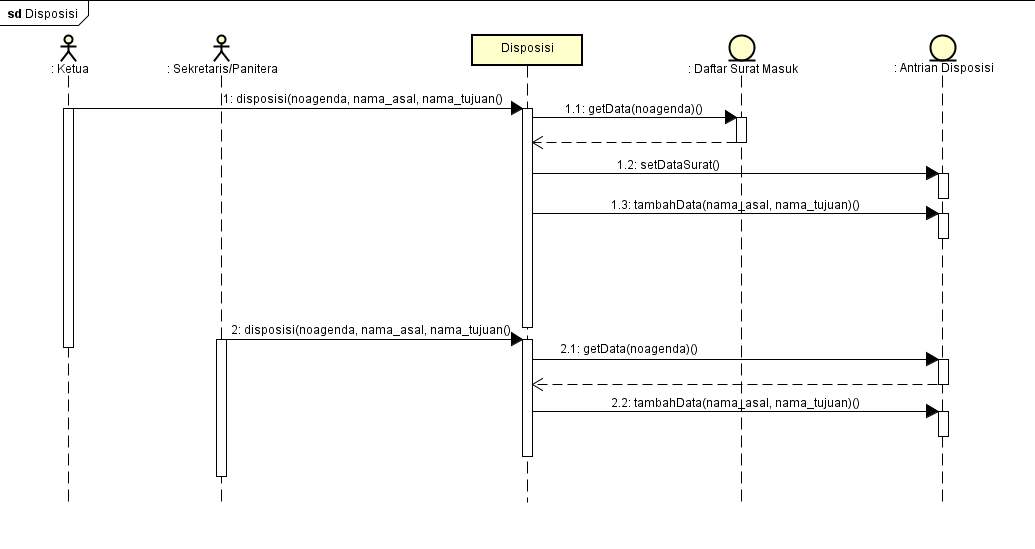 sd Disposisi
: Ketua
: Sekretaris/Panitera
Disposisi
: Daftar Surat Masuk
: Antrian Disposisi
1: disposisi(noagenda, nama_asal, nama_tujuan()
1.1: getData(noagenda)()
1.2: setDataSurat()
1.3: tambahData(nama_asal, nama_tujuan)()
2: disposisi(noagenda, nama_asal, nama_tujuan()
2.1: getData(noagenda)()
2.2: tambahData(nama_asal, nama_tujuan)()